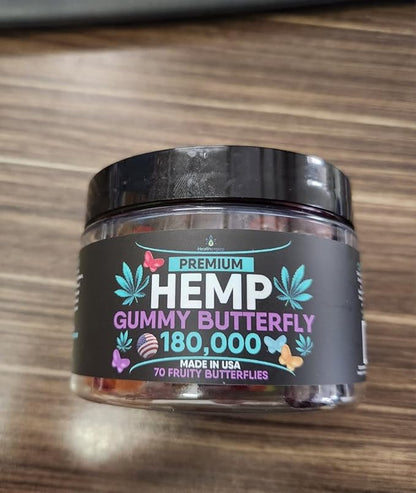 PREMIUM
HEMP
GUMMY BUTTERFLY
180,000
MADE IN USA
70 FRUITY BUTTERFLIES